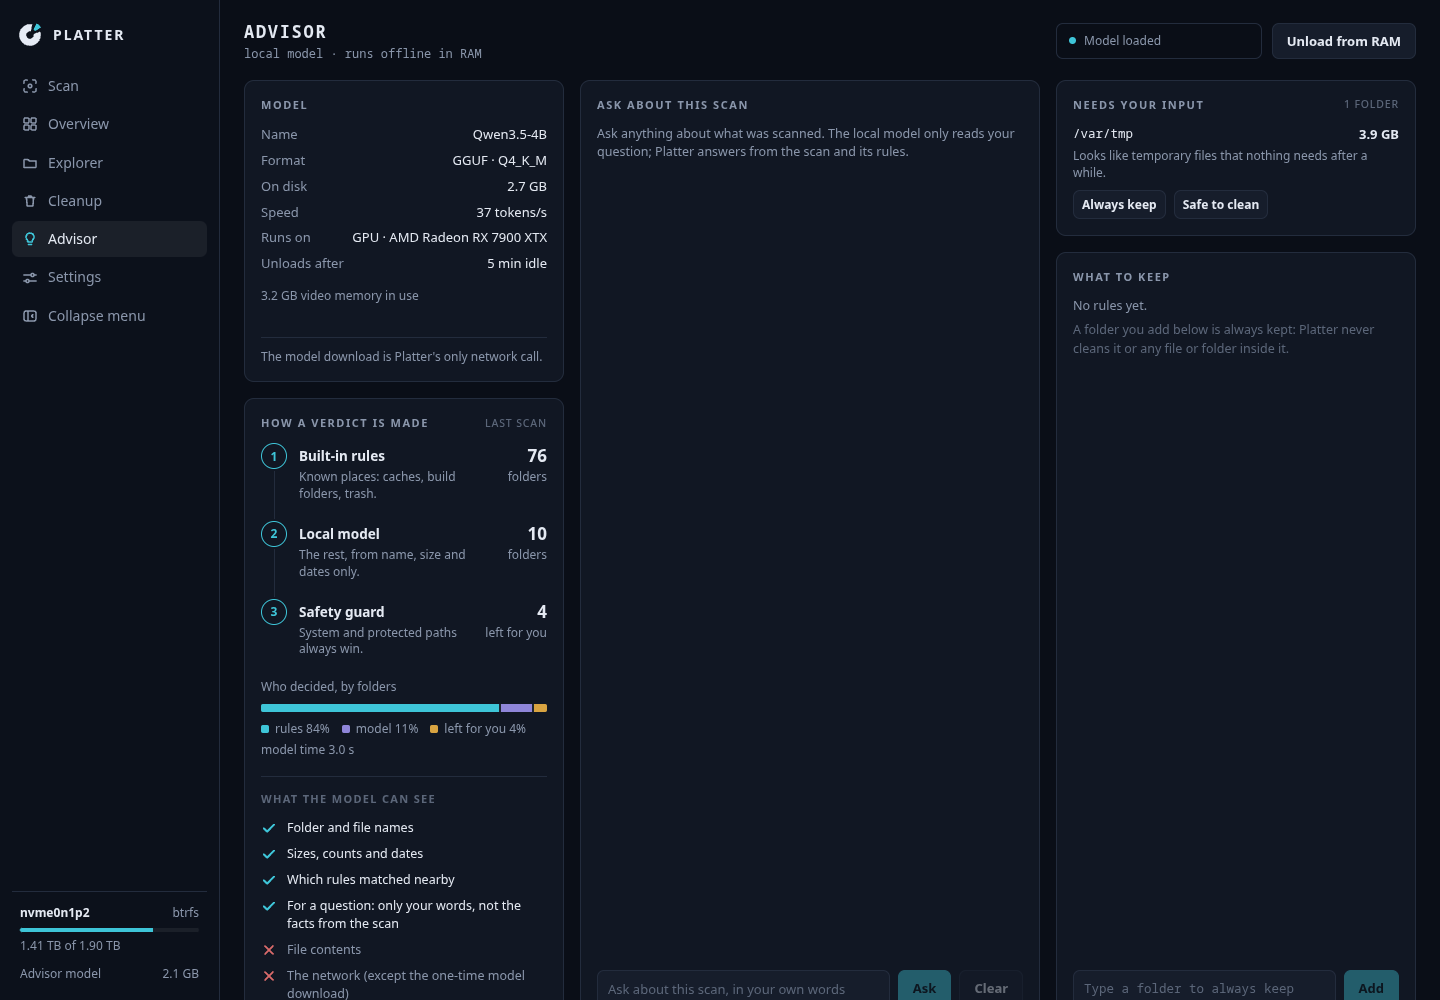 PLATTER
Scan
Overview
Explorer
Cleanup
Advisor
Settings
Collapse menu
nvme0n1p2 btrfs
1.41 TB of 1.90 TB
Advisor model 2.1 GB
ADVISOR
local model · runs offline in RAM
Model loaded
Unload from RAM
MODEL
Name Qwen3.5-4B
Format GGUF · Q4_K_M
On disk 2.7 GB
Speed 37 tokens/s
Runs on GPU · AMD Radeon RX 7900 XTX
Unloads after 5 min idle
3.2 GB video memory in use
The model download is Platter's only network call.
HOW A VERDICT IS MADE LAST SCAN
1 Built-in rules 76
Known places: caches, build folders
folders, trash.
2 Local model 10
The rest, from name, size and folders
dates only.
3 Safety guard 4
System and protected paths left for you
always win.
Who decided, by folders
rules 84% model 11% left for you 4%
model time 3.0 s
WHAT THE MODEL CAN SEE
Folder and file names
Sizes, counts and dates
Which rules matched nearby
For a question: only your words, not the
facts from the scan
File contents
The network (except the one-time model
download)
ASK ABOUT THIS SCAN
Ask anything about what was scanned. The local model only reads your
question; Platter answers from the scan and its rules.
Ask about this scan, in your own words
Ask
Clear
NEEDS YOUR INPUT 1 FOLDER
/var/tmp 3.9 GB
Looks like temporary files that nothing needs after a
while.
Always keep
Safe to clean
WHAT TO KEEP
No rules yet.
A folder you add below is always kept: Platter never
cleans it or any file or folder inside it.
Type a folder to always keep
Add